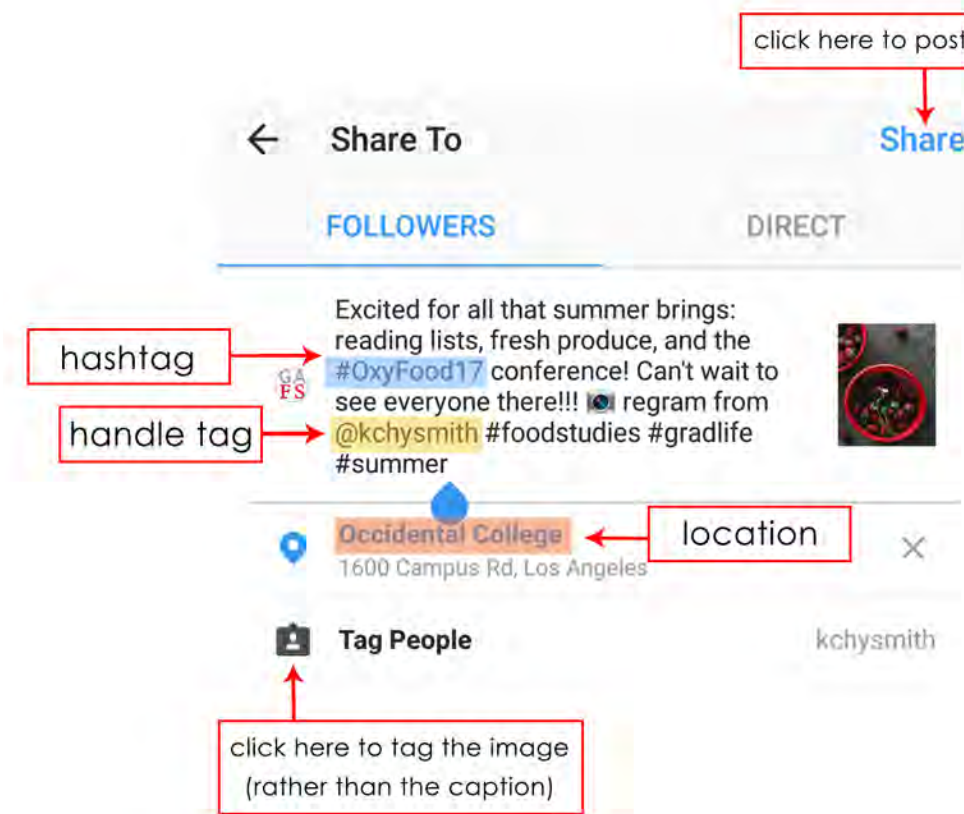 click here to post
← Share To
Share
FOLLOWERS
DIRECT
Excited for all that summer brings:
reading lists, fresh produce, and the
#OxyFood17 conference! Can't wait to
see everyone there!!! 📷 regram from
@kchysmith #foodstudies #gradlife
#summer
hashtag
GA
FS
handle tag
Occidental College
location
1600 Campus Rd, Los Angeles
Tag People
kchysmith
click here to tag the image
(rather than the caption)